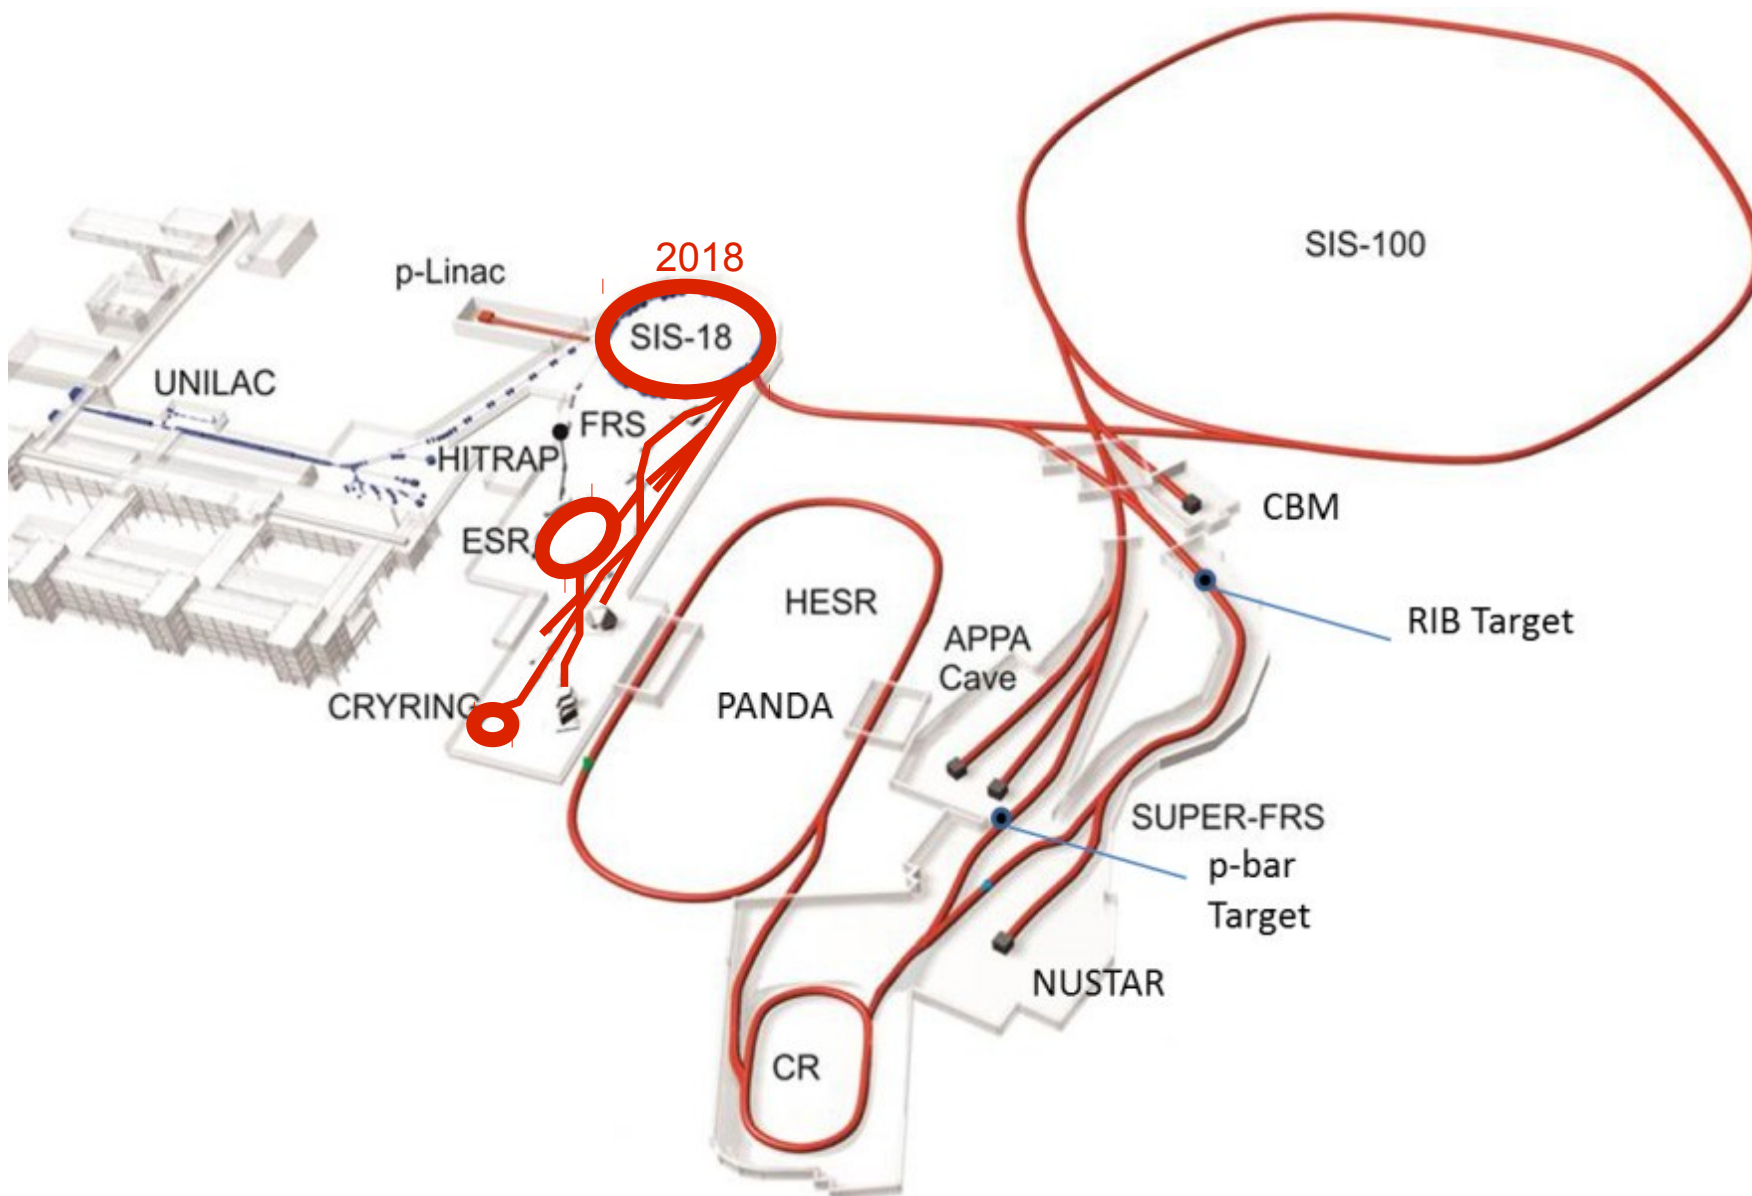 2018
SIS-100
p-Linac
SIS-18
UNILAC
FRS
HITRAP
CBM
ESR
HESR
RIB Target
APPA
Cave
CRYRING
PANDA
SUPER-FRS
p-bar
Target
NUSTAR
CR